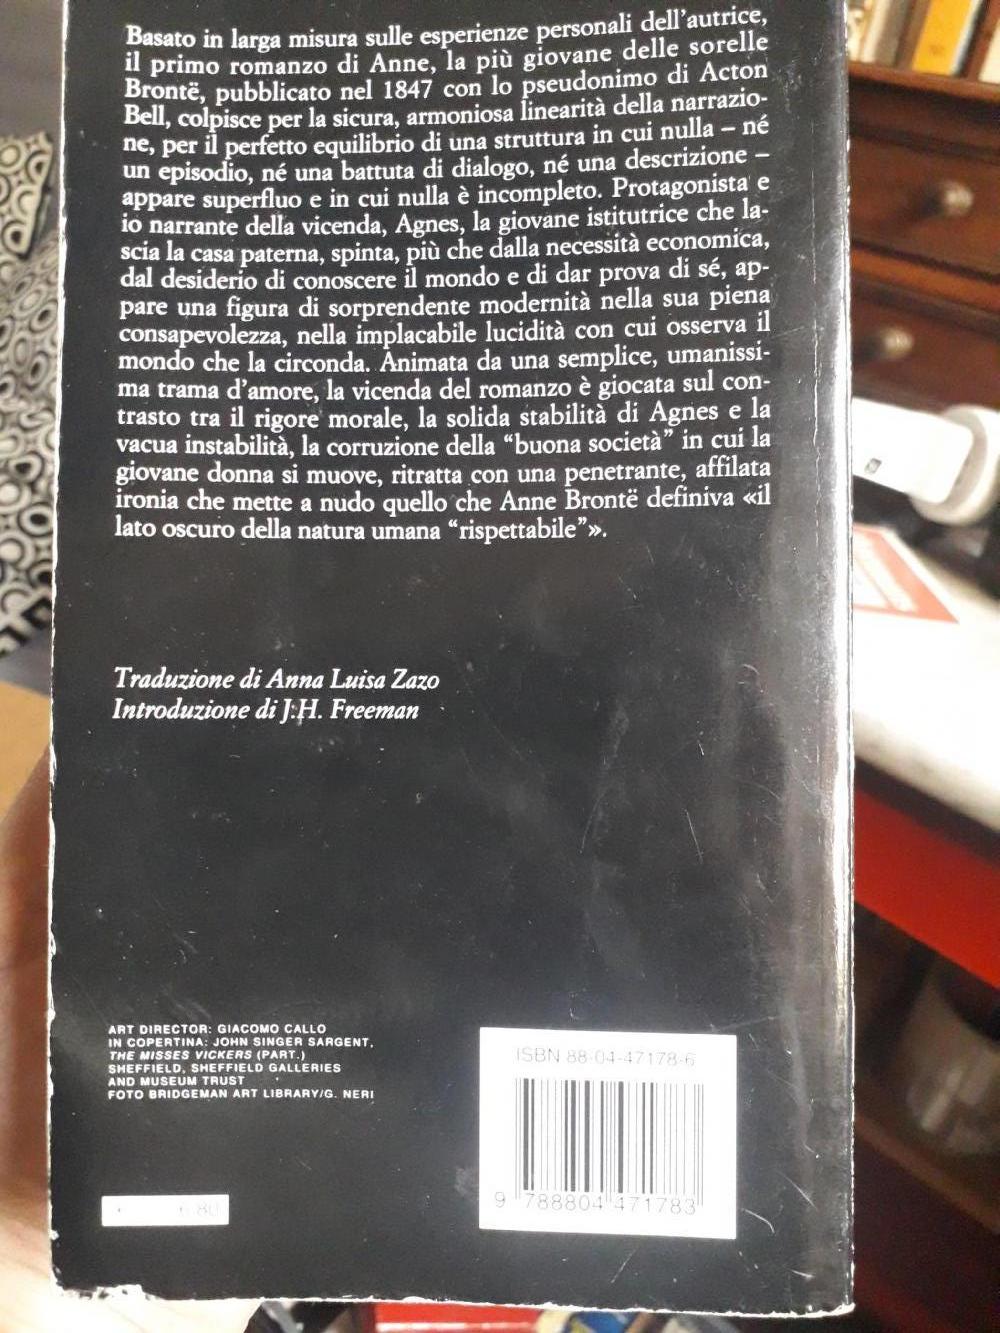 Basato in larga misura sulle esperienze personali dell'autrice,
il primo romanzo di Anne, la più giovane delle sorelle
Brontë, pubblicato nel 1847 con lo pseudonimo di Acton
Bell, colpisce per la sicura, armoniosa linearità della narrazio-
ne, per il perfetto equilibrio di una struttura in cui nulla – né
un episodio, né una battuta di dialogo, né una descrizione –
appare superfluo e in cui nulla è incompleto. Protagonista e
io narrante della vicenda, Agnes, la giovane istitutrice che la-
scia la casa paterna, spinta, più che dalla necessità economica,
dal desiderio di conoscere il mondo e di dar prova di sé, ap-
pare una figura di sorprendente modernità nella sua piena
consapevolezza, nella implacabile lucidità con cui osserva il
mondo che la circonda. Animata da una semplice, umanissi-
ma trama d'amore, la vicenda del romanzo è giocata sul con-
trasto tra il rigore morale, la solida stabilità di Agnes e la
vacua instabilità, la corruzione della “buona società” in cui la
giovane donna si muove, ritratta con una penetrante, affilata
ironia che mette a nudo quello che Anne Brontë definiva «il
lato oscuro della natura umana “rispettabile”».
Traduzione di Anna Luisa Zazo
Introduzione di J.H. Freeman
ART DIRECTOR: GIACOMO CALLO
IN COPERTINA: JOHN SINGER SARGENT,
THE MISSES VICKERS (PART.)
SHEFFIELD, SHEFFIELD GALLERIES
AND MUSEUM TRUST
FOTO BRIDGEMAN ART LIBRARY/G. NERI
ISBN 88-04-47178-6
9 788804 471783
6.80